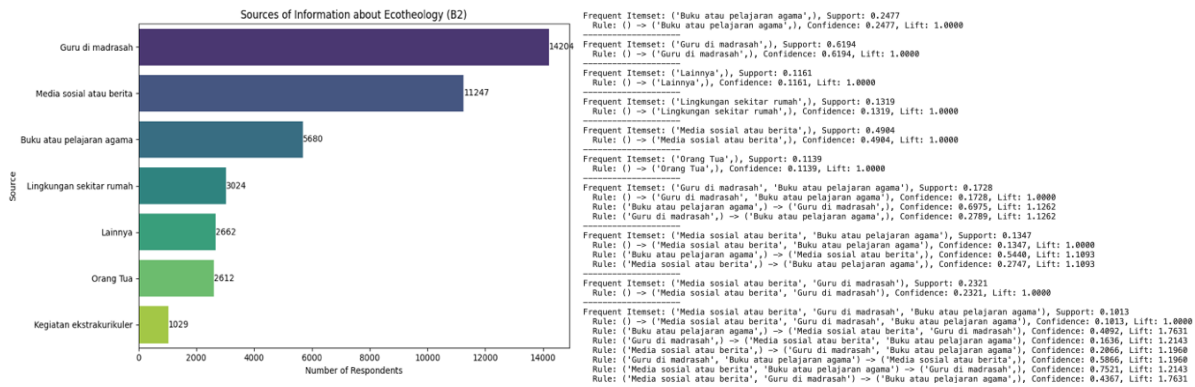 Sources of Information about Ecotheology (B2)
Source
Guru di madrasah
14204
Media sosial atau berita
11247
Buku atau pelajaran agama
5680
Lingkungan sekitar rumah
3024
Lainnya
2662
Orang Tua
2612
Kegiatan ekstrakurikuler
1029
0 2000 4000 6000 8000 10000 12000 14000
Number of Respondents
Frequent Itemset: ('Buku atau pelajaran agama',), Support: 0.2477
Rule: () -> ('Buku atau pelajaran agama',), Confidence: 0.2477, Lift: 1.0000
--------------------
Frequent Itemset: ('Guru di madrasah',), Support: 0.6194
Rule: () -> ('Guru di madrasah',), Confidence: 0.6194, Lift: 1.0000
--------------------
Frequent Itemset: ('Lainnya',), Support: 0.1161
Rule: () -> ('Lainnya',), Confidence: 0.1161, Lift: 1.0000
--------------------
Frequent Itemset: ('Lingkungan sekitar rumah',), Support: 0.1319
Rule: () -> ('Lingkungan sekitar rumah',), Confidence: 0.1319, Lift: 1.0000
--------------------
Frequent Itemset: ('Media sosial atau berita',), Support: 0.4904
Rule: () -> ('Media sosial atau berita',), Confidence: 0.4904, Lift: 1.0000
--------------------
Frequent Itemset: ('Orang Tua',), Support: 0.1139
Rule: () -> ('Orang Tua',), Confidence: 0.1139, Lift: 1.0000
--------------------
Frequent Itemset: ('Guru di madrasah', 'Buku atau pelajaran agama'), Support: 0.1728
Rule: () -> ('Guru di madrasah', 'Buku atau pelajaran agama'), Confidence: 0.1728, Lift: 1.0000
Rule: ('Buku atau pelajaran agama',) -> ('Guru di madrasah',), Confidence: 0.6975, Lift: 1.1262
Rule: ('Guru di madrasah',) -> ('Buku atau pelajaran agama',), Confidence: 0.2789, Lift: 1.1262
--------------------
Frequent Itemset: ('Media sosial atau berita', 'Buku atau pelajaran agama'), Support: 0.1347
Rule: () -> ('Media sosial atau berita', 'Buku atau pelajaran agama'), Confidence: 0.1347, Lift: 1.0000
Rule: ('Buku atau pelajaran agama',) -> ('Media sosial atau berita',), Confidence: 0.5440, Lift: 1.1093
Rule: ('Media sosial atau berita',) -> ('Buku atau pelajaran agama',), Confidence: 0.2747, Lift: 1.1093
--------------------
Frequent Itemset: ('Media sosial atau berita', 'Guru di madrasah'), Support: 0.2321
Rule: () -> ('Media sosial atau berita', 'Guru di madrasah'), Confidence: 0.2321, Lift: 1.0000
--------------------
Frequent Itemset: ('Media sosial atau berita', 'Guru di madrasah', 'Buku atau pelajaran agama'), Support: 0.1013
Rule: () -> ('Media sosial atau berita', 'Guru di madrasah', 'Buku atau pelajaran agama'), Confidence: 0.1013, Lift: 1.0000
Rule: ('Buku atau pelajaran agama',) -> ('Media sosial atau berita', 'Guru di madrasah'), Confidence: 0.4092, Lift: 1.7631
Rule: ('Guru di madrasah',) -> ('Media sosial atau berita', 'Buku atau pelajaran agama'), Confidence: 0.1636, Lift: 1.2143
Rule: ('Media sosial atau berita',) -> ('Guru di madrasah', 'Buku atau pelajaran agama'), Confidence: 0.2066, Lift: 1.1960
Rule: ('Guru di madrasah', 'Buku atau pelajaran agama') -> ('Media sosial atau berita',), Confidence: 0.5866, Lift: 1.1960
Rule: ('Media sosial atau berita', 'Buku atau pelajaran agama') -> ('Guru di madrasah',), Confidence: 0.7521, Lift: 1.2143
Rule: ('Media sosial atau berita', 'Guru di madrasah') -> ('Buku atau pelajaran agama',), Confidence: 0.4367, Lift: 1.7631